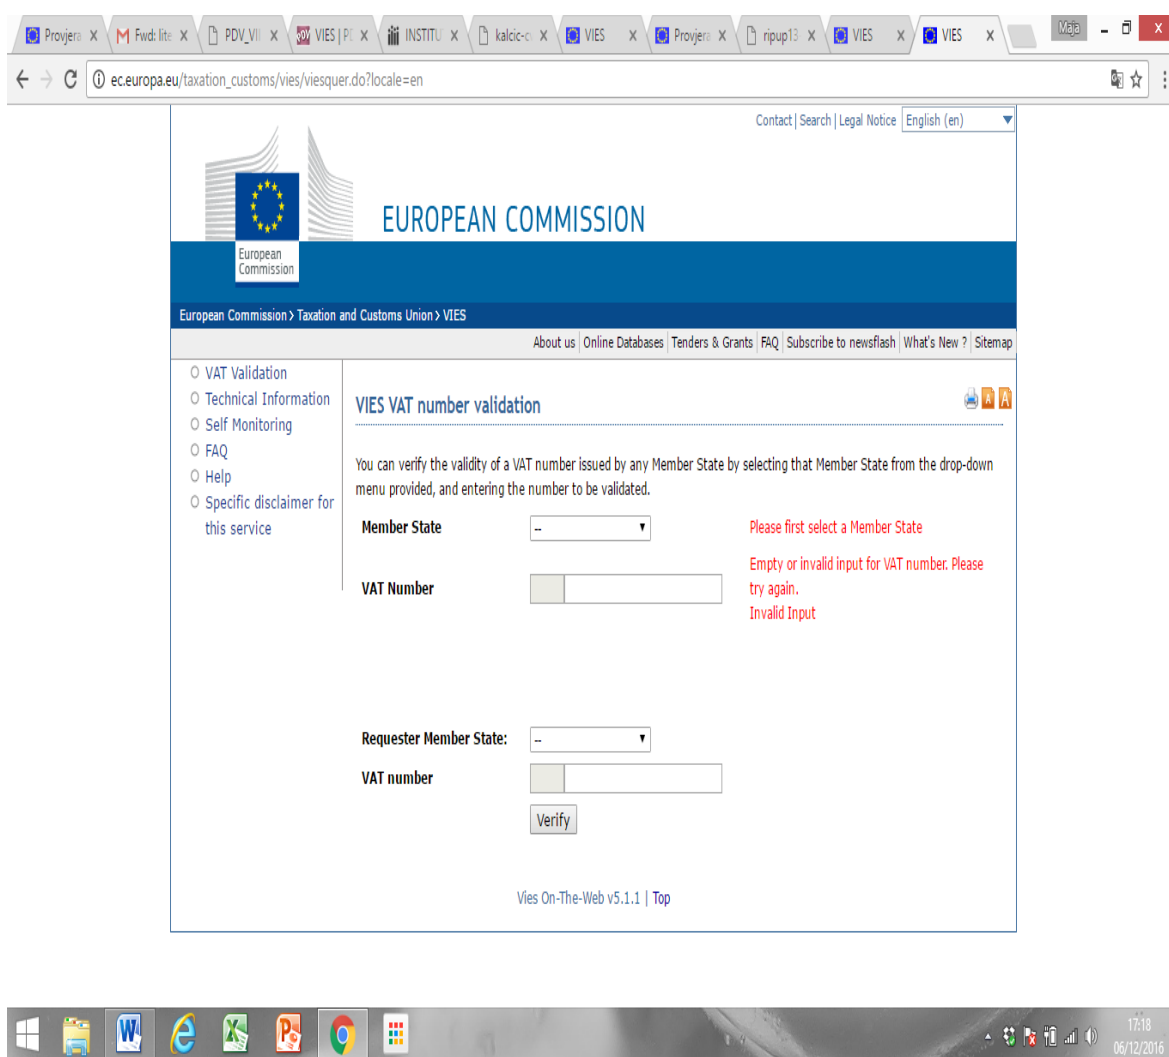 Provjera
Fwd: lite
PDV_VII
VIES | P
INSTITU
kalcic-c
VIES
Provjera
ripup13
VIES
VIES
Maja
ec.europa.eu/taxation_customs/vies/viesquer.do?locale=en
Contact | Search | Legal Notice English (en)
EUROPEAN COMMISSION
European
Commission
European Commission > Taxation and Customs Union > VIES
About us | Online Databases | Tenders & Grants | FAQ | Subscribe to newsflash | What's New ? | Sitemap
VAT Validation
Technical Information
Self Monitoring
FAQ
Help
Specific disclaimer for
this service
VIES VAT number validation
You can verify the validity of a VAT number issued by any Member State by selecting that Member State from the drop-down
menu provided, and entering the number to be validated.
Member State -- Please first select a Member State
VAT Number
Empty or invalid input for VAT number. Please
try again.
Invalid Input
Requester Member State: --
VAT number
Verify
Vies On-The-Web v5.1.1 | Top
17:18
06/12/2016